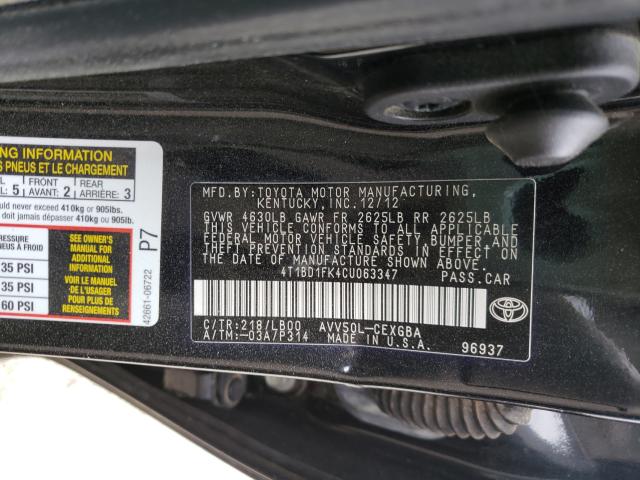 NG INFORMATION
S PNEUS ET LE CHARGEMENT
L 5
FRONT AVANT: 2
REAR ARRIÈRE: 3
never exceed 410kg or 905lbs.
doit jamais dépasser 410kg ou 905lbs.
PRESSURE
PNEUS À FROID
35 PSI
35 PSI
60 PSI
SEE OWNER'S
MANUAL FOR
ADDITIONAL
INFORMATION
VOIR LE MANUEL
DE L'USAGER
POUR PLUS DE
RENSEIGNEMENTS
P7
42661-06722
MFD.BY:TOYOTA MOTOR MANUFACTURING,
KENTUCKY,INC.12/12
GVWR 4630LB GAWR FR 2625LB RR 2625LB
THIS VEHICLE CONFORMS TO ALL APPLICABLE
FEDERAL MOTOR VEHICLE SAFETY,BUMPER,AND
THEFT PREVENTION STANDARDS IN EFFECT ON
THE DATE OF MANUFACTURE SHOWN ABOVE.
4T1BD1FK4CU063347 PASS.CAR
C/TR:218/LB00 AVV50L-CEXGBA
A/TM:-03A/P314 MADE IN U.S.A.
96937
TOYOTA